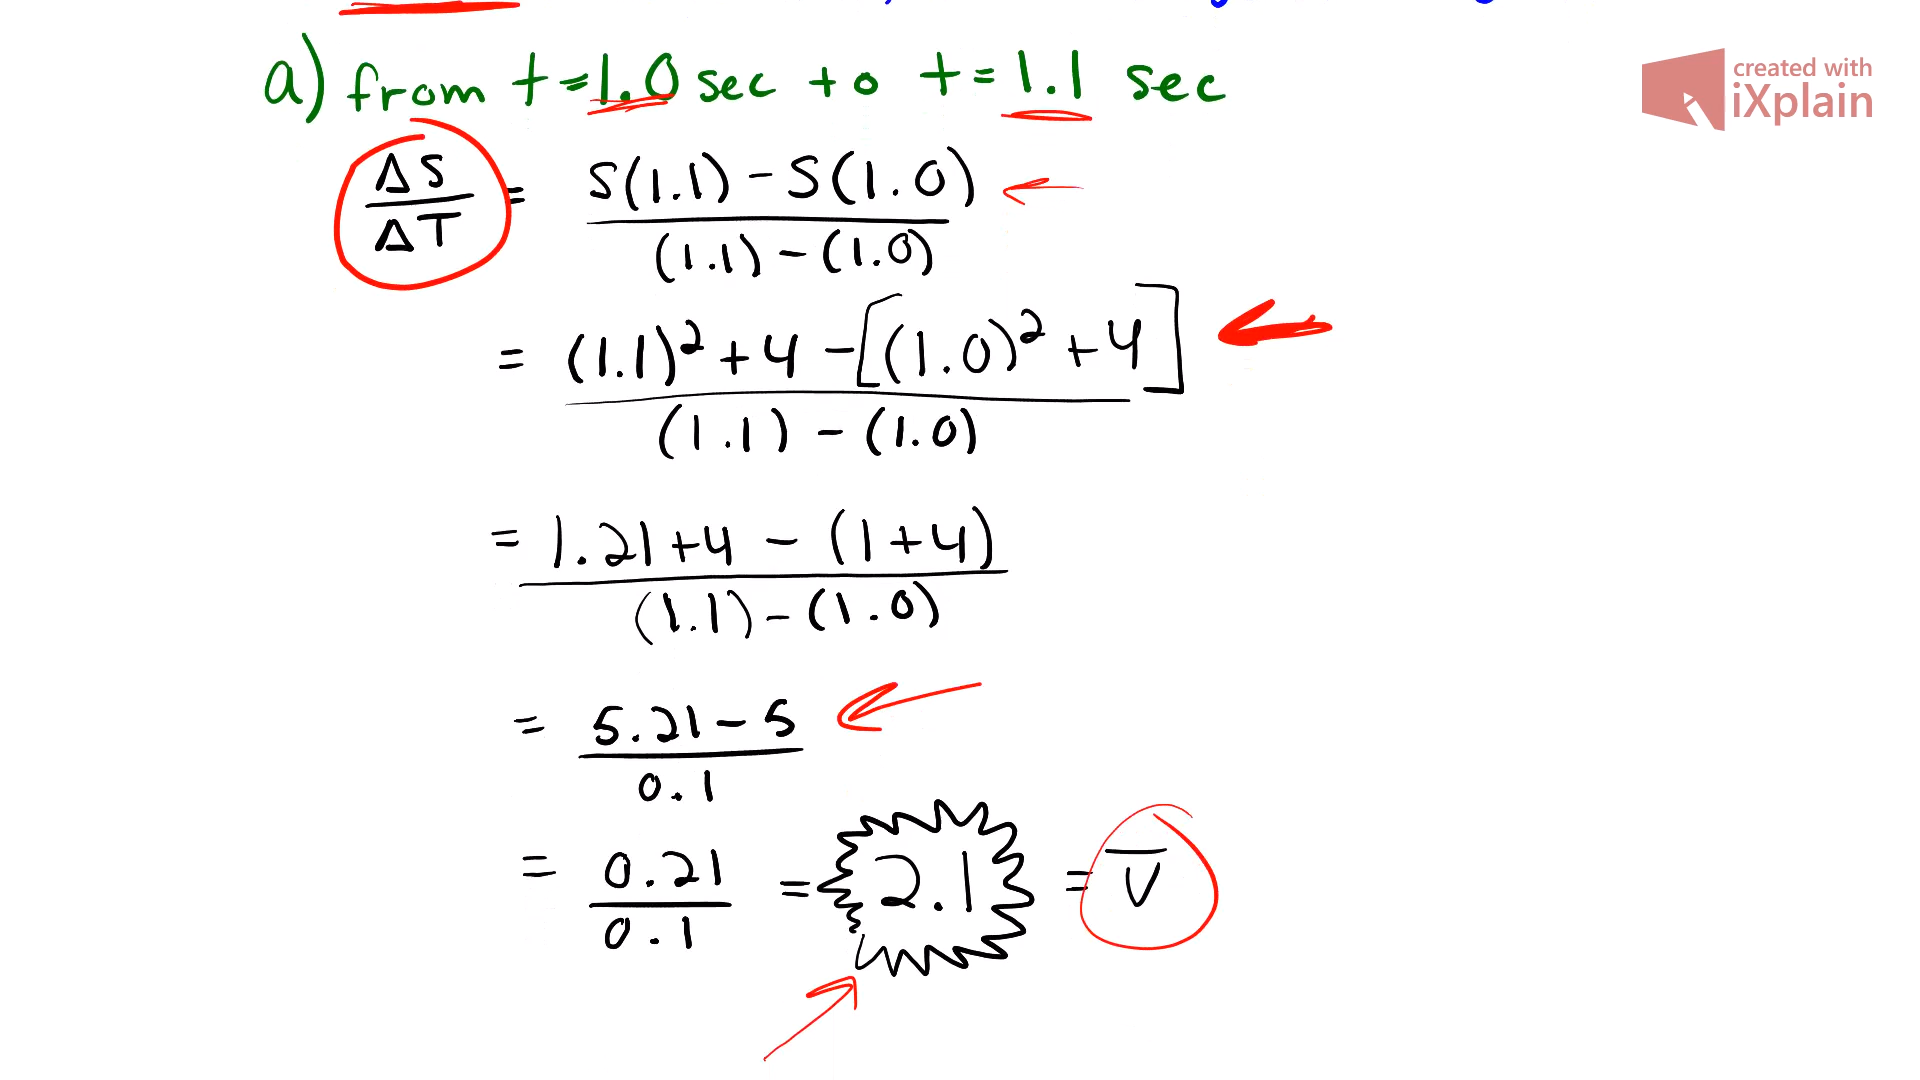 a) from t = 1.0 sec to t = 1.1 sec
created with
iXplain
ΔS/ΔT = S(1.1) - S(1.0) / (1.1) - (1.0)
= (1.1)² + 4 - [(1.0)² + 4] / (1.1) - (1.0)
= 1.21 + 4 - (1 + 4) / (1.1) - (1.0)
= 5.21 - 5 / 0.1
= 0.21 / 0.1 = 2.1 = V̅